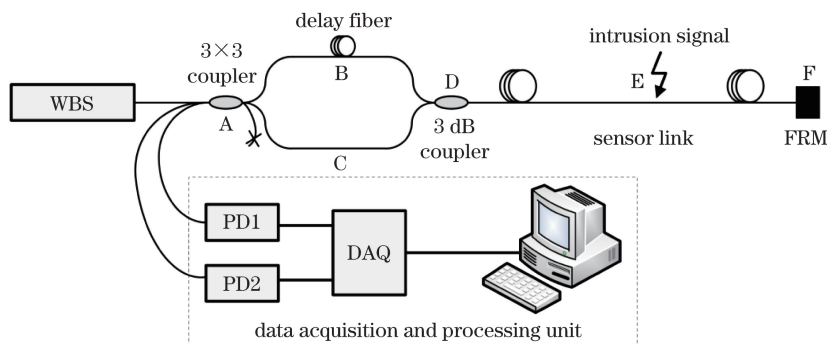 delay fiber
3×3
coupler
intrusion signal
WBS
A
B
C
D
E
F
3 dB
coupler
sensor link
FRM
PD1
PD2
DAQ
data acquisition and processing unit